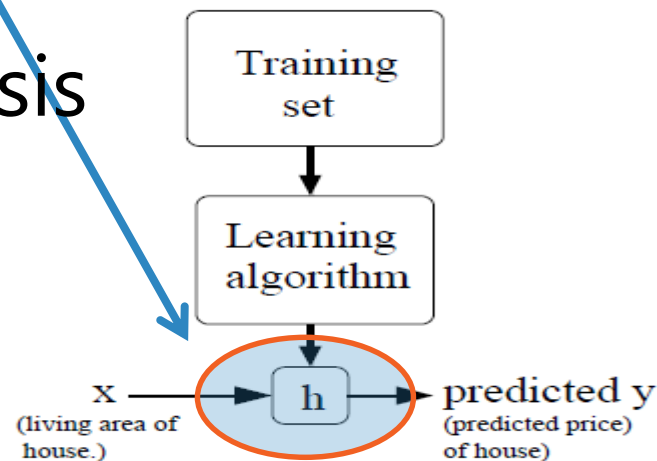 Training
set
sis
Learning
algorithm
x
(living area of
house.)
h
predicted y
(predicted price)
of house)